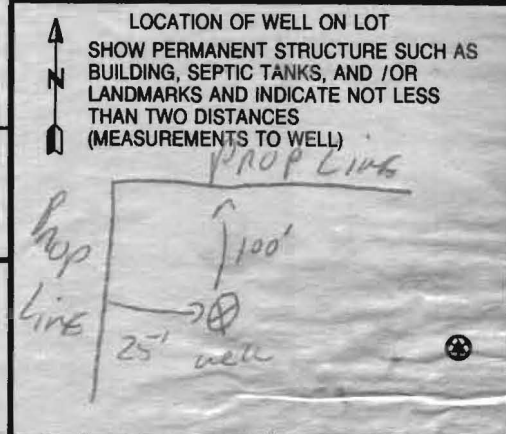 LOCATION OF WELL ON LOT
SHOW PERMANENT STRUCTURE SUCH AS
BUILDING, SEPTIC TANKS, AND /OR
LANDMARKS AND INDICATE NOT LESS
THAN TWO DISTANCES
(MEASUREMENTS TO WELL)
N
PROP LINE
Prop
Line
100'
25'
well